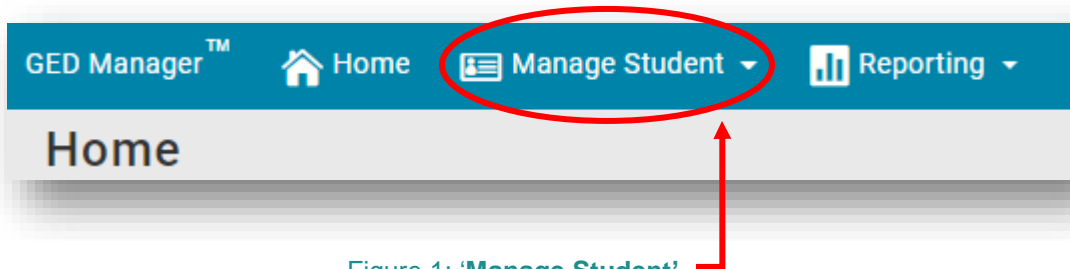 GED Manager™ Home Manage Student Reporting
Home
Figure 1: ‘Manage Student’